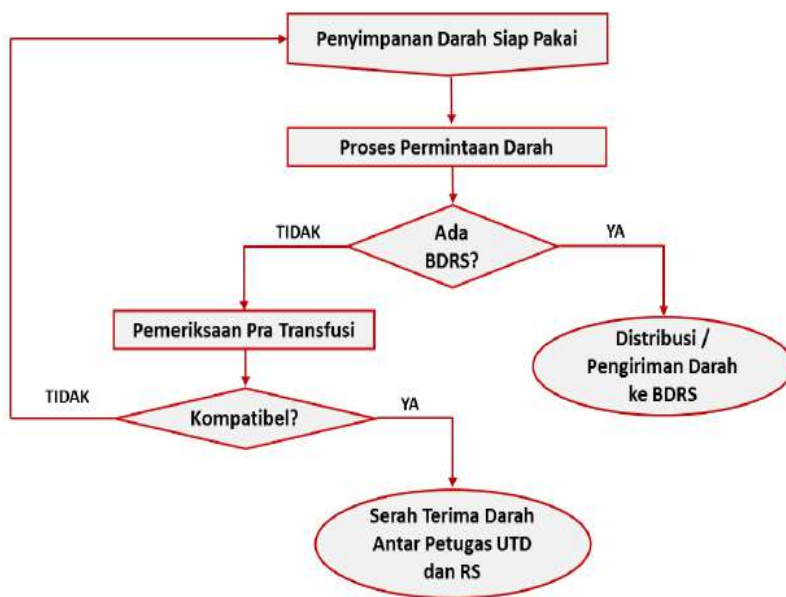 Penyimpanan Darah Siap Pakai
Proses Permintaan Darah
TIDAK
Ada
BDRS?
YA
Pemeriksaan Pra Transfusi
Distribusi /
Pengiriman Darah
ke BDRS
TIDAK
Kompatibel?
YA
Serah Terima Darah
Antar Petugas UTD
dan RS